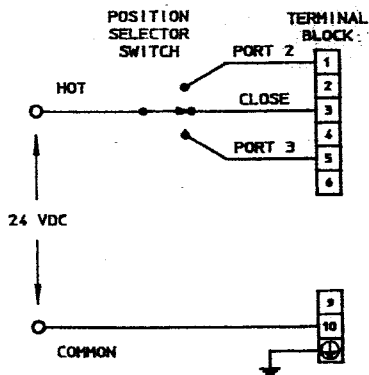 POSITION
SELECTOR
SWITCH
TERMINAL
BLOCK
PORT 2
1
2
HOT
CLOSE
3
4
PORT 3
5
6
24 VDC
9
10
COMMON